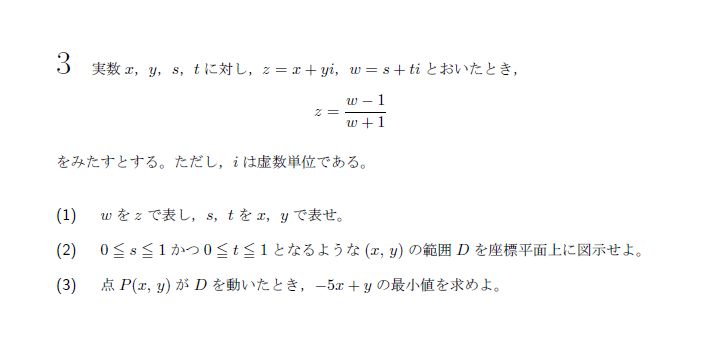 3 実数 x, y, s, t に対し, z = x + yi, w = s + ti とおいたとき,
z = \frac{w - 1}{w + 1}
をみたすとする。ただし, i は虚数単位である。
(1) w を z で表し, s, t を x, y で表せ。
(2) 0 ≦ s ≦ 1 かつ 0 ≦ t ≦ 1 となるような (x, y) の範囲 D を座標平面上に図示せよ。
(3) 点 P(x, y) が D を動いたとき, −5x + y の最小値を求めよ。